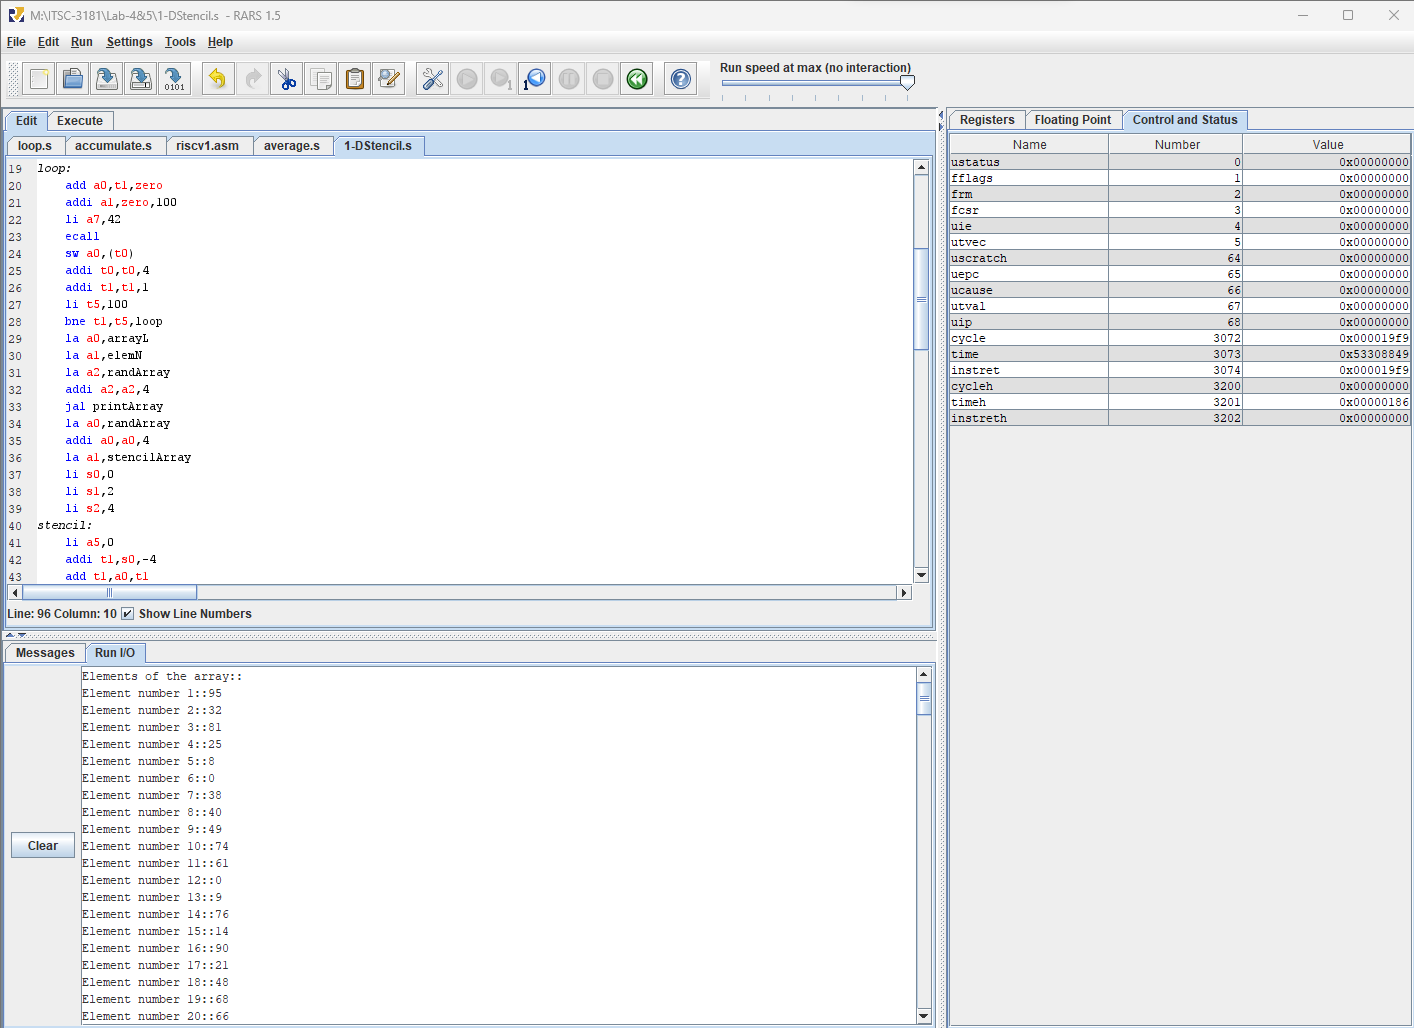 M:\ITSC-3181\Lab-4&5\1-DStencil.s - RARS 1.5
File Edit Run Settings Tools Help
Run speed at max (no interaction)
0101
1
1
Edit Execute
loop.s accumulate.s riscv1.asm average.s 1-DStencil.s
19 loop:
20 add a0,t1,zero
21 addi a1,zero,100
22 li a7,42
23 ecall
24 sw a0,(t0)
25 addi t0,t0,4
26 addi t1,t1,1
27 li t5,100
28 bne t1,t5,loop
29 la a0,arrayL
30 la a1,elemN
31 la a2,randArray
32 addi a2,a2,4
33 jal printArray
34 la a0,randArray
35 addi a0,a0,4
36 la a1,stencilArray
37 li s0,0
38 li s1,2
39 li s2,4
40 stencil:
41 li a5,0
42 addi t1,s0,-4
43 add t1,a0,t1
Line: 96 Column: 10 Show Line Numbers
Messages Run I/O
Clear
Elements of the array::
Element number 1::95
Element number 2::32
Element number 3::81
Element number 4::25
Element number 5::8
Element number 6::0
Element number 7::38
Element number 8::40
Element number 9::49
Element number 10::74
Element number 11::61
Element number 12::0
Element number 13::9
Element number 14::76
Element number 15::14
Element number 16::90
Element number 17::21
Element number 18::48
Element number 19::68
Element number 20::66
Registers Floating Point Control and Status
Name Number Value
ustatus 0 0x00000000
fflags 1 0x00000000
frm 2 0x00000000
fcsr 3 0x00000000
uie 4 0x00000000
utvec 5 0x00000000
uscratch 64 0x00000000
uepc 65 0x00000000
ucause 66 0x00000000
utval 67 0x00000000
uip 68 0x00000000
cycle 3072 0x000019f9
time 3073 0x53308849
instret 3074 0x000019f9
cycleh 3200 0x00000000
timeh 3201 0x00000186
instreth 3202 0x00000000